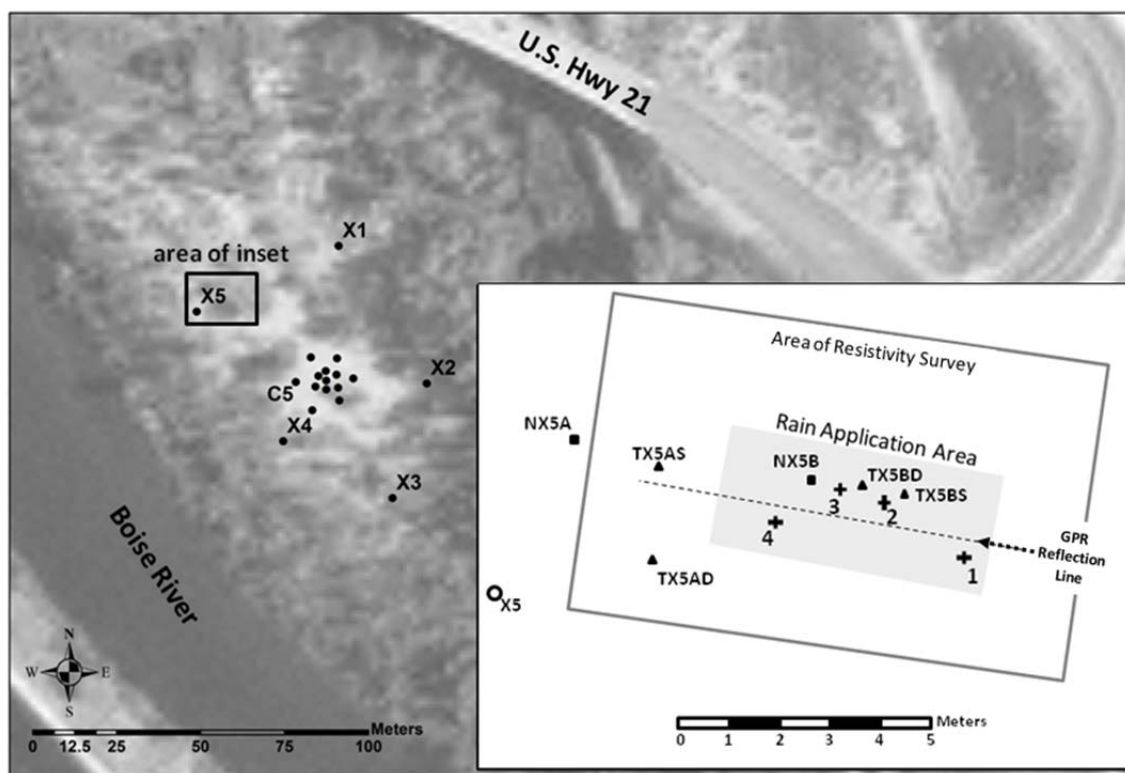 U.S. Hwy 21
X1
area of inset
X5
X2
C5
X4
X3
Boise River
N
W E
S
Meters
0 12.5 25 50 75 100
Area of Resistivity Survey
Rain Application Area
NX5A
TX5AS
NX5B
TX5BD
TX5BS
3
2
4
1
GPR
Reflection
Line
TX5AD
X5
Meters
0 1 2 3 4 5